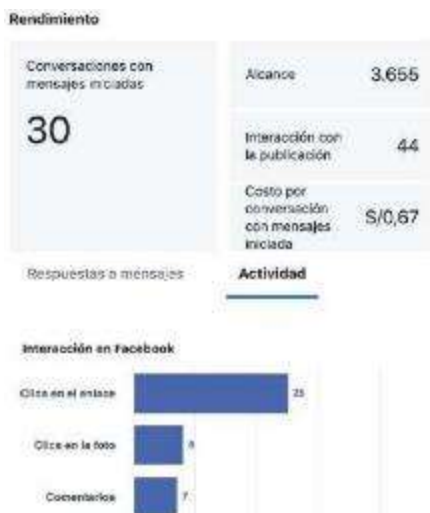 Rendimiento
Conversaciones con
mensajes iniciadas
30
Alcance 3.655
Interacción con
la publicación 44
Costo por
conversación
con mensajes
iniciada S/0,67
Respuestas a mensajes Actividad
Interacción en Facebook
Clics en el enlace 25
Clics en la foto
Comentarios 7